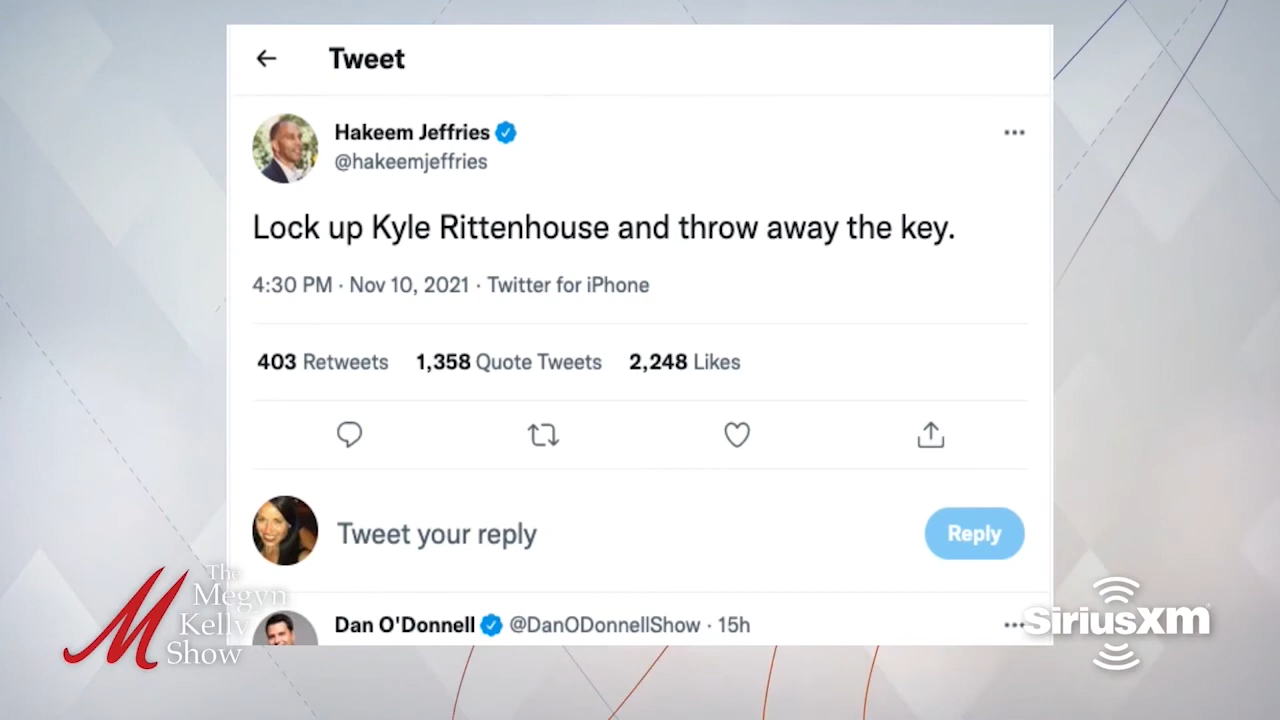 Tweet
Hakeem Jeffries
@hakeemjeffries
Lock up Kyle Rittenhouse and throw away the key.
4:30 PM · Nov 10, 2021 · Twitter for iPhone
403 Retweets 1,358 Quote Tweets 2,248 Likes
Tweet your reply
Reply
Dan O'Donnell @DanODonnellShow · 15h
The
Megyn
Kelly
Show
SiriusXM